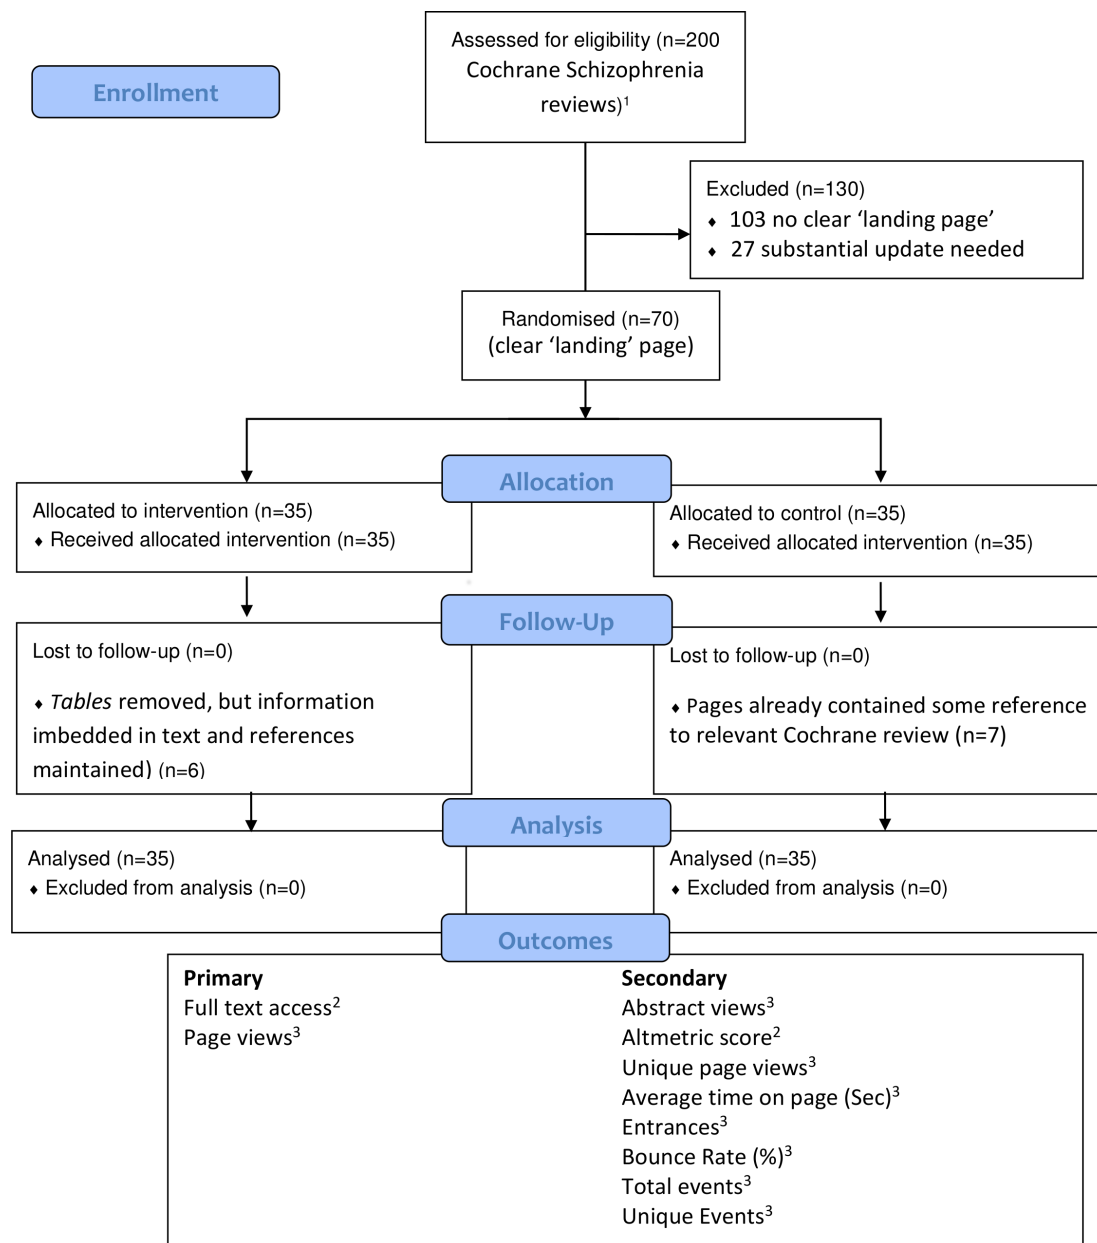 Assessed for eligibility (n=200
Cochrane Schizophrenia
reviews)¹
Enrollment
Excluded (n=130)
♦ 103 no clear ‘landing page’
♦ 27 substantial update needed
Randomised (n=70)
(clear ‘landing’ page)
Allocation
Allocated to intervention (n=35)
♦ Received allocated intervention (n=35)
Allocated to control (n=35)
♦ Received allocated intervention (n=35)
Follow-Up
Lost to follow-up (n=0)
♦ Tables removed, but information
imbedded in text and references
maintained) (n=6)
Lost to follow-up (n=0)
♦ Pages already contained some reference
to relevant Cochrane review (n=7)
Analysis
Analysed (n=35)
♦ Excluded from analysis (n=0)
Analysed (n=35)
♦ Excluded from analysis (n=0)
Outcomes
Primary
Full text access²
Page views³
Secondary
Abstract views³
Altmetric score²
Unique page views³
Average time on page (Sec)³
Entrances³
Bounce Rate (%)³
Total events³
Unique Events³